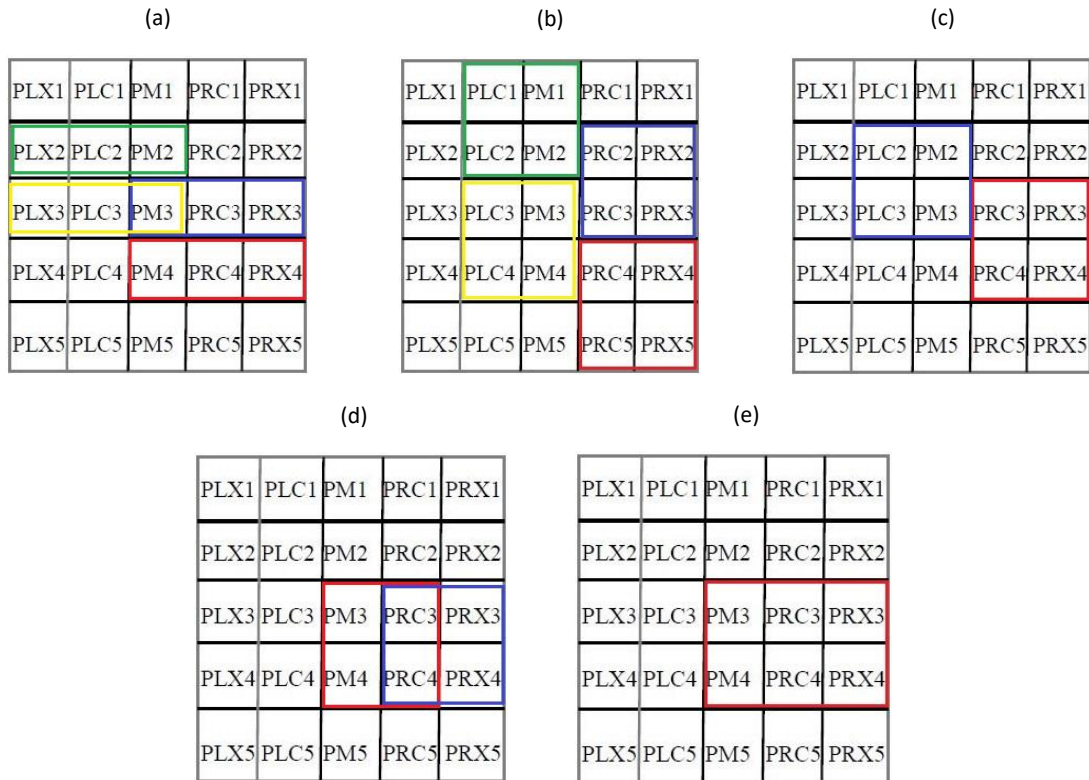 (a)
PLX1 PLC1 PM1 PRC1 PRX1
PLX2 PLC2 PM2 PRC2 PRX2
PLX3 PLC3 PM3 PRC3 PRX3
PLX4 PLC4 PM4 PRC4 PRX4
PLX5 PLC5 PM5 PRC5 PRX5
(b)
PLX1 PLC1 PM1 PRC1 PRX1
PLX2 PLC2 PM2 PRC2 PRX2
PLX3 PLC3 PM3 PRC3 PRX3
PLX4 PLC4 PM4 PRC4 PRX4
PLX5 PLC5 PM5 PRC5 PRX5
(c)
PLX1 PLC1 PM1 PRC1 PRX1
PLX2 PLC2 PM2 PRC2 PRX2
PLX3 PLC3 PM3 PRC3 PRX3
PLX4 PLC4 PM4 PRC4 PRX4
PLX5 PLC5 PM5 PRC5 PRX5
(d)
PLX1 PLC1 PM1 PRC1 PRX1
PLX2 PLC2 PM2 PRC2 PRX2
PLX3 PLC3 PM3 PRC3 PRX3
PLX4 PLC4 PM4 PRC4 PRX4
PLX5 PLC5 PM5 PRC5 PRX5
(e)
PLX1 PLC1 PM1 PRC1 PRX1
PLX2 PLC2 PM2 PRC2 PRX2
PLX3 PLC3 PM3 PRC3 PRX3
PLX4 PLC4 PM4 PRC4 PRX4
PLX5 PLC5 PM5 PRC5 PRX5